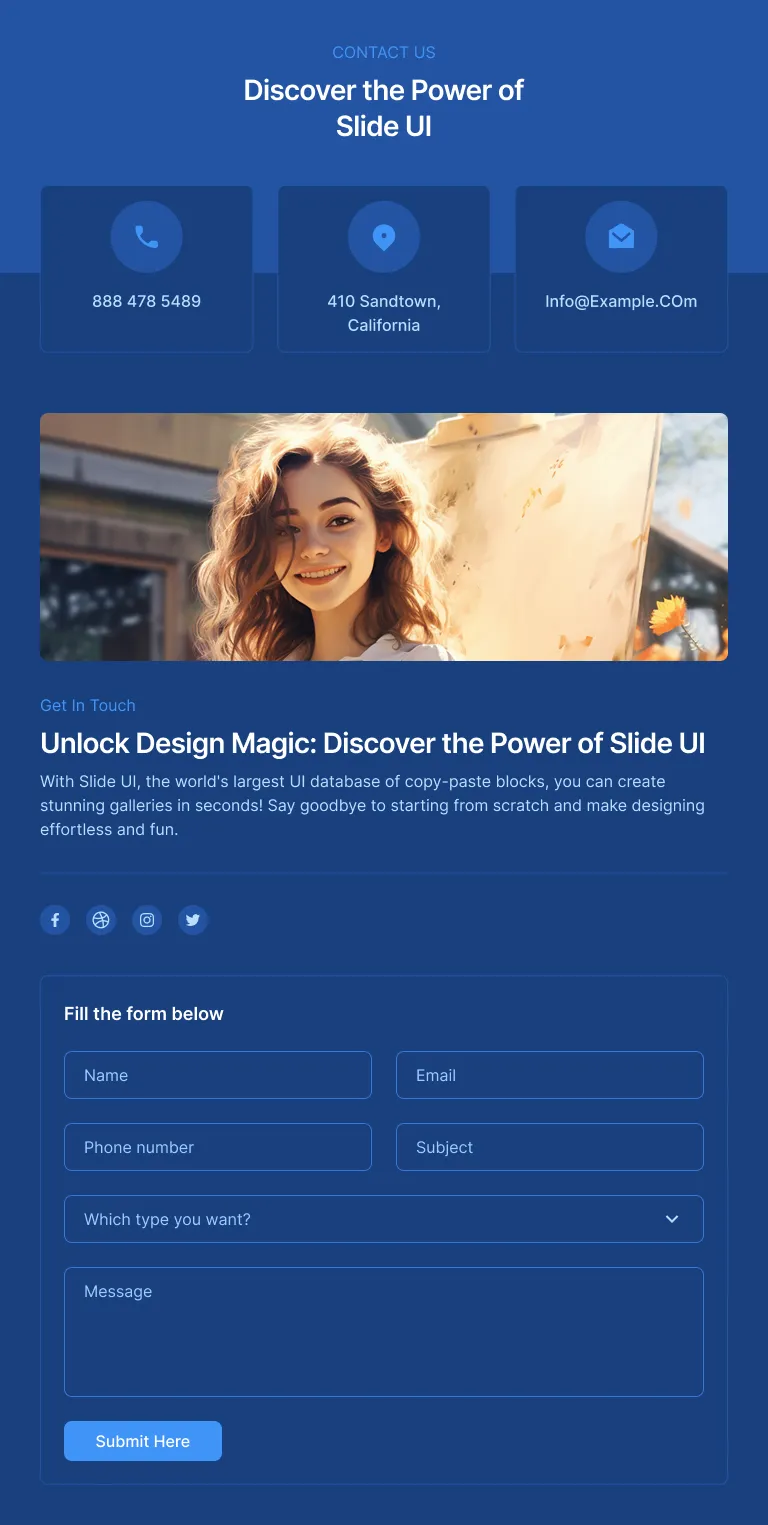 CONTACT US
Discover the Power of
Slide UI
888 478 5489
410 Sandtown,
California
Info@Example.COm
Get In Touch
Unlock Design Magic: Discover the Power of Slide UI
With Slide UI, the world's largest UI database of copy-paste blocks, you can create
stunning galleries in seconds! Say goodbye to starting from scratch and make designing
effortless and fun.
Fill the form below
Name
Email
Phone number
Subject
Which type you want?
Message
Submit Here